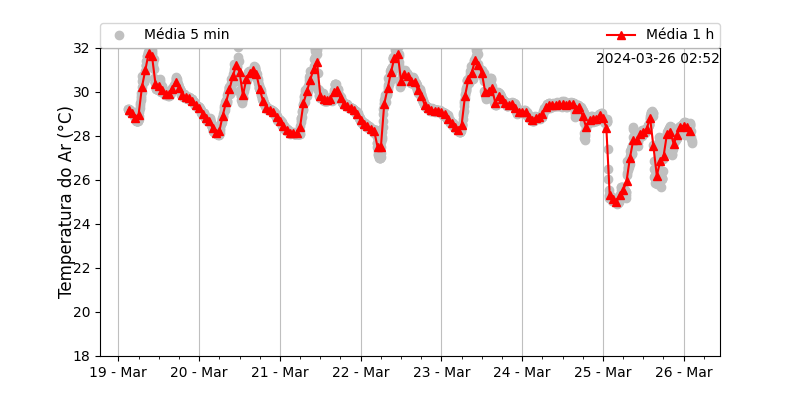 Média 5 min
Média 1 h
2024-03-26 02:52
Temperatura do Ar (°C)
32
30
28
26
24
22
20
18
19 - Mar
20 - Mar
21 - Mar
22 - Mar
23 - Mar
24 - Mar
25 - Mar
26 - Mar